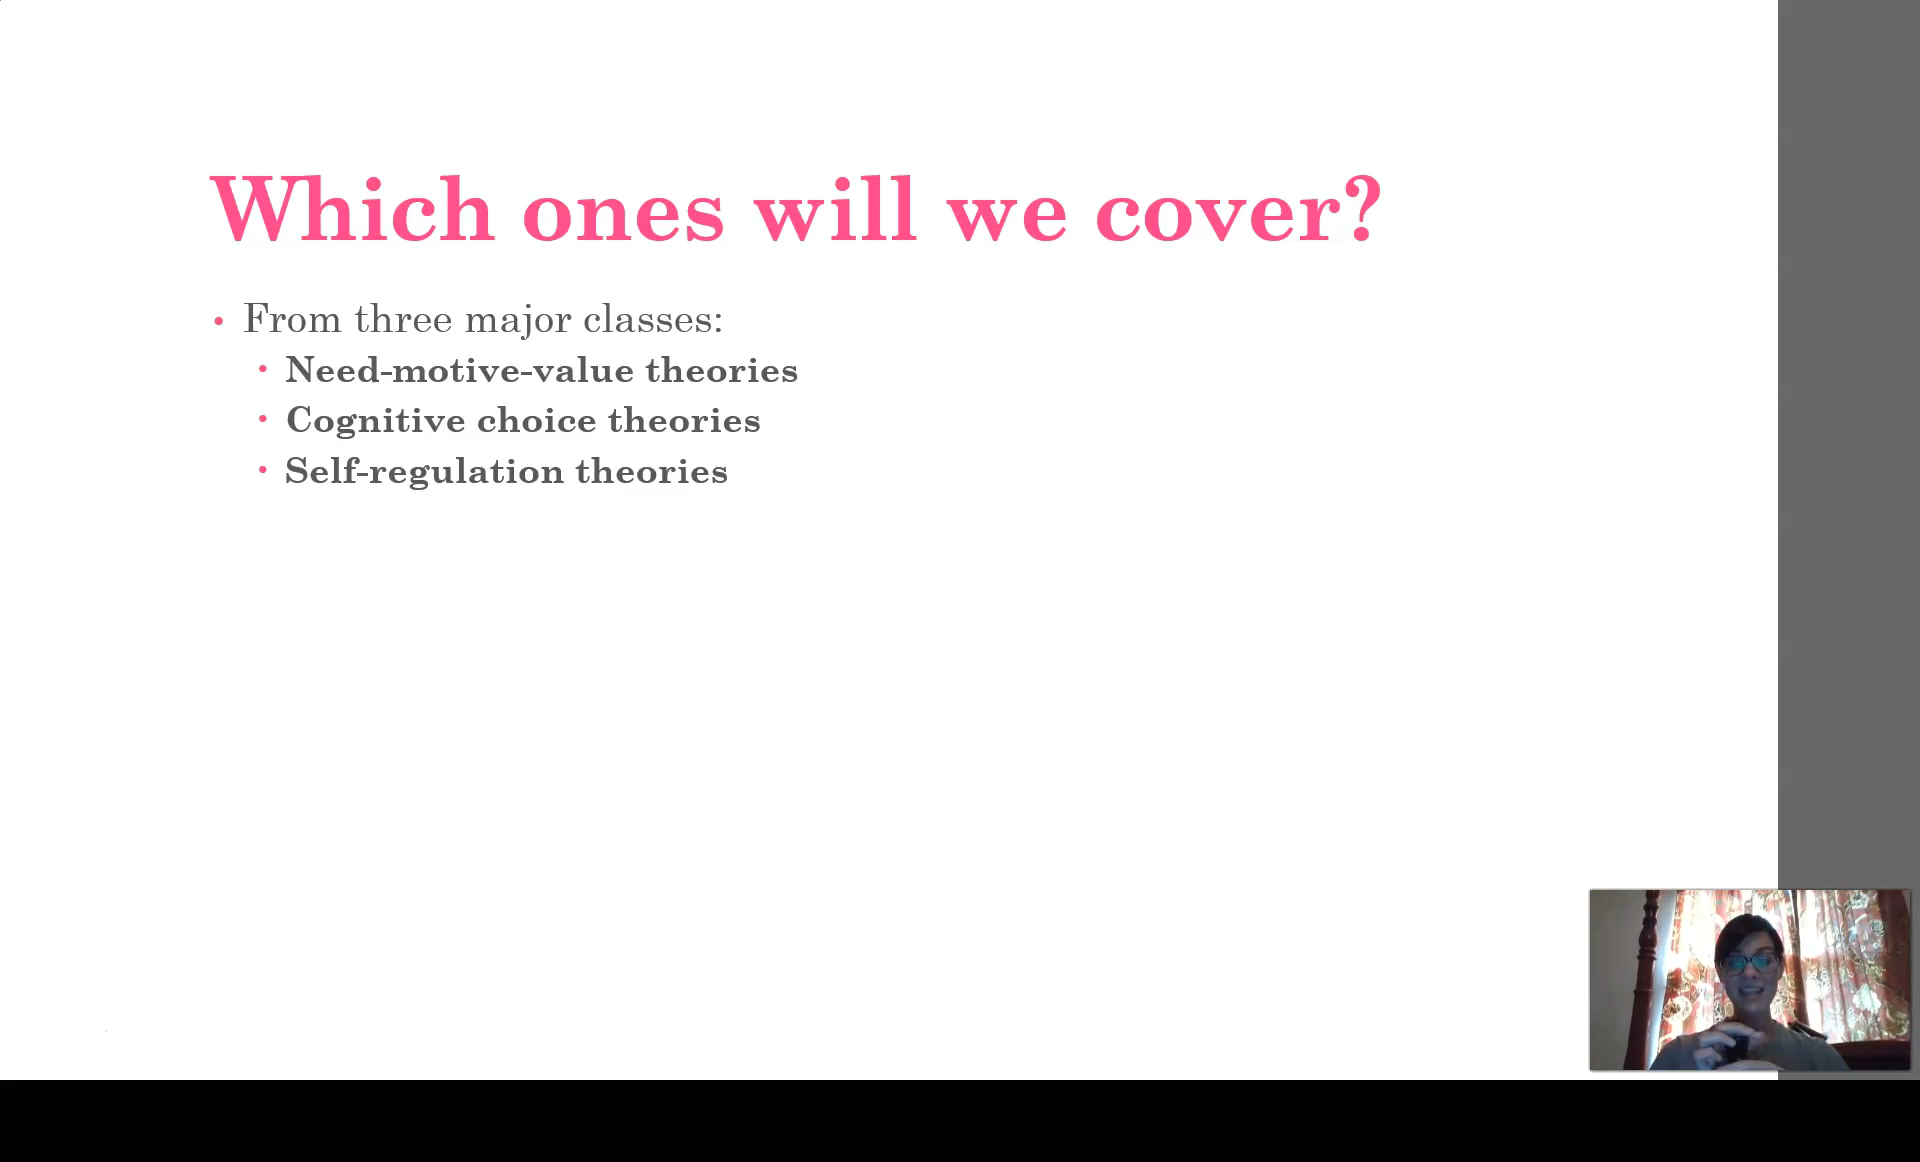 Which ones will we cover?
• From three major classes:
• Need-motive-value theories
• Cognitive choice theories
• Self-regulation theories